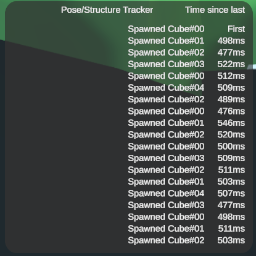 Pose/Structure Tracker Time since last
Spawned Cube#00 First
Spawned Cube#01 498ms
Spawned Cube#02 477ms
Spawned Cube#03 522ms
Spawned Cube#00 512ms
Spawned Cube#04 509ms
Spawned Cube#02 489ms
Spawned Cube#00 476ms
Spawned Cube#01 546ms
Spawned Cube#02 520ms
Spawned Cube#00 500ms
Spawned Cube#03 509ms
Spawned Cube#02 511ms
Spawned Cube#01 503ms
Spawned Cube#04 507ms
Spawned Cube#03 477ms
Spawned Cube#00 498ms
Spawned Cube#01 511ms
Spawned Cube#02 503ms